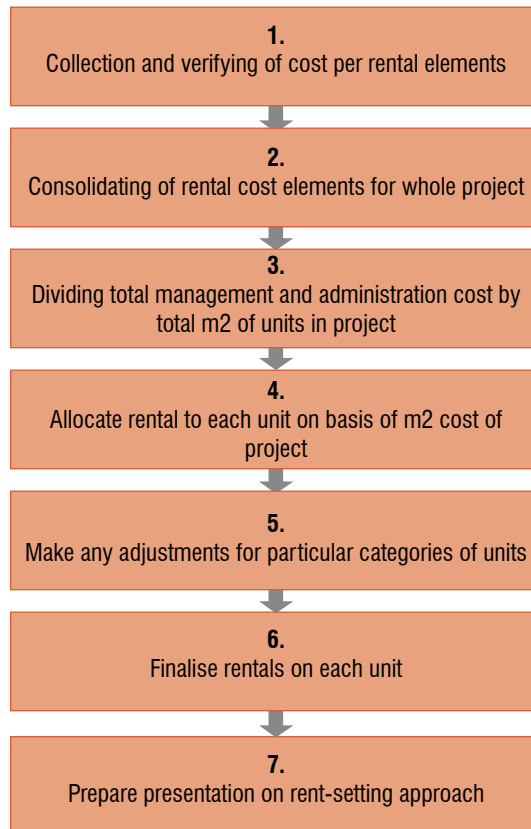 1.
Collection and verifying of cost per rental elements
2.
Consolidating of rental cost elements for whole project
3.
Dividing total management and administration cost by
total m2 of units in project
4.
Allocate rental to each unit on basis of m2 cost of
project
5.
Make any adjustments for particular categories of units
6.
Finalise rentals on each unit
7.
Prepare presentation on rent-setting approach